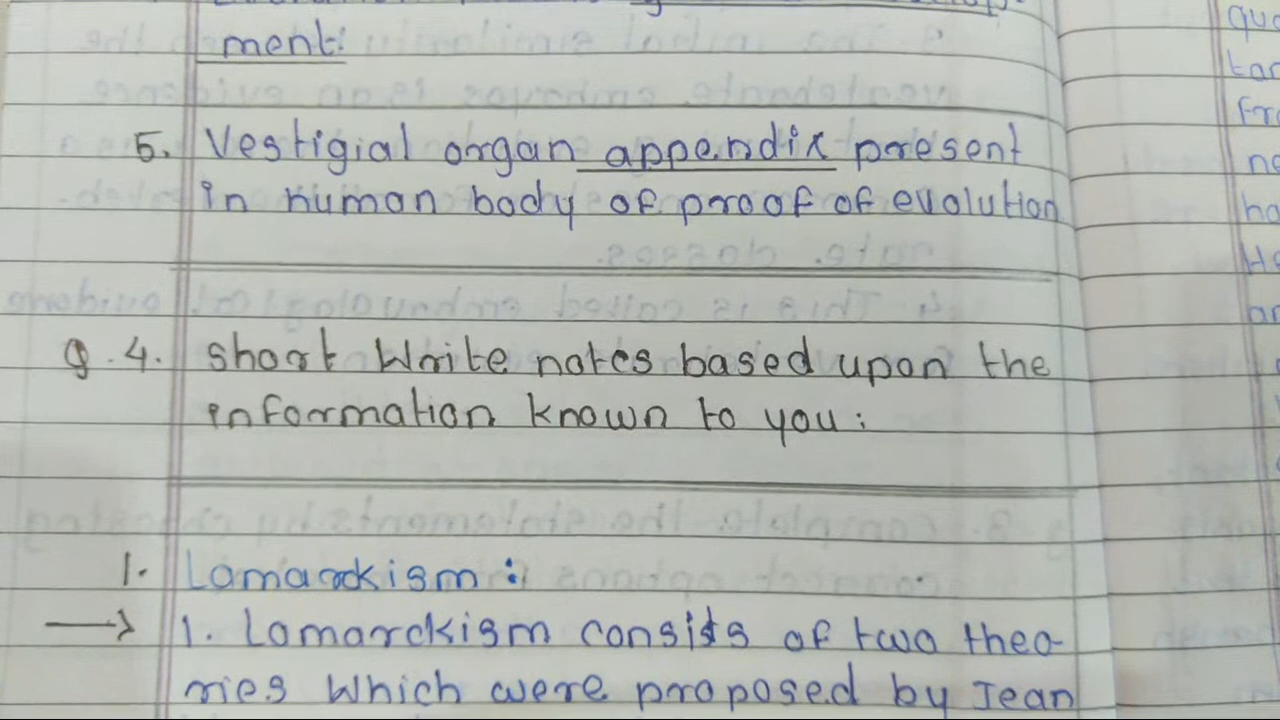 ment:
5. Vestigial organ appendix present
in human body of proof of evolution
Q.4. Short Write notes based upon the
information known to you:
1. Lamarckism :
→ 1. Lamarckism consists of two theo-
ries which were proposed by Jean